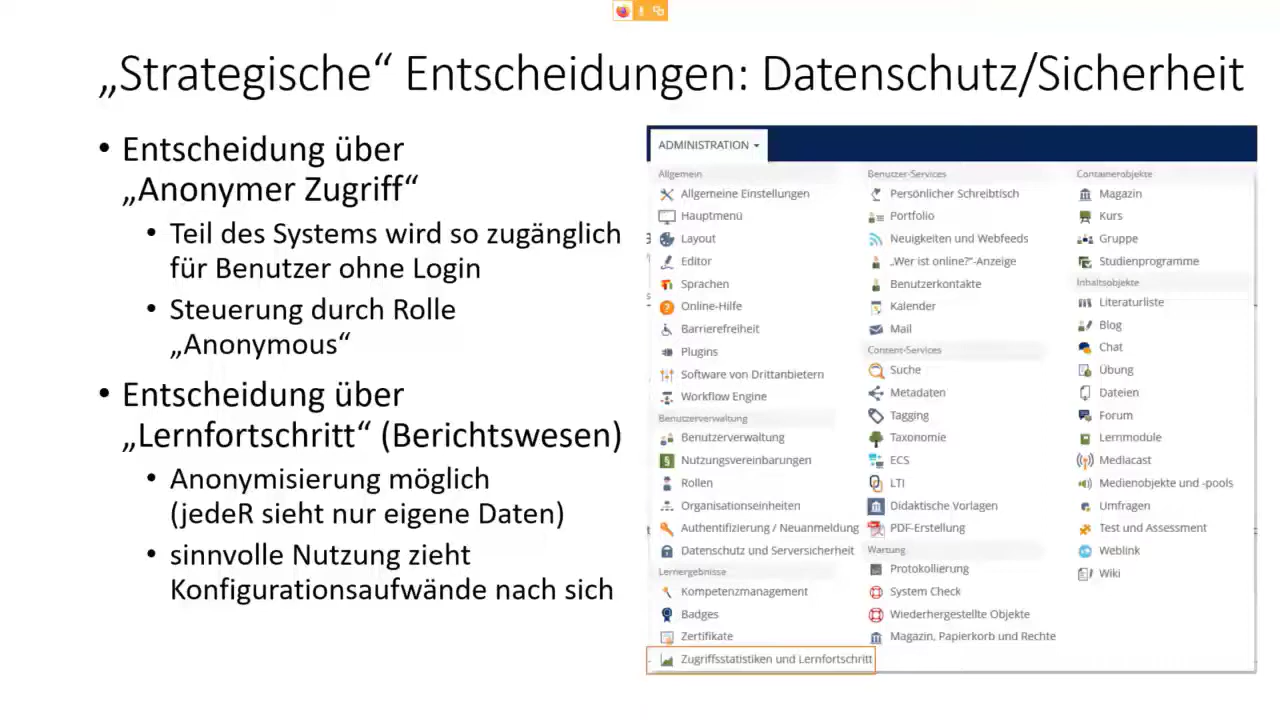 „Strategische“ Entscheidungen: Datenschutz/Sicherheit
• Entscheidung über
„Anonymer Zugriff“
• Teil des Systems wird so zugänglich
für Benutzer ohne Login
• Steuerung durch Rolle
„Anonymous“
• Entscheidung über
„Lernfortschritt“ (Berichtswesen)
• Anonymisierung möglich
(jedeR sieht nur eigene Daten)
• sinnvolle Nutzung zieht
Konfigurationsaufwände nach sich
ADMINISTRATION
Allgemein
Allgemeine Einstellungen
Hauptmenü
Layout
Editor
Sprachen
Online-Hilfe
Barrierefreiheit
Plugins
Software von Drittanbietern
Workflow Engine
Benutzerverwaltung
Benutzerverwaltung
Nutzungsvereinbarungen
Rollen
Organisationseinheiten
Authentifizierung / Neuanmeldung
Datenschutz und Serversicherheit
Lernergebnisse
Kompetenzmanagement
Badges
Zertifikate
Zugriffsstatistiken und Lernfortschritt
Benutzer-Services
Persönlicher Schreibtisch
Portfolio
Neuigkeiten und Webfeeds
„Wer ist online?“-Anzeige
Benutzerkontakte
Kalender
Mail
Content-Services
Suche
Metadaten
Tagging
Taxonomie
ECS
LTI
Didaktische Vorlagen
PDF-Erstellung
Wartung
Protokollierung
System Check
Wiederhergestellte Objekte
Magazin, Papierkorb und Rechte
Containerobjekte
Magazin
Kurs
Gruppe
Studienprogramme
Inhaltsobjekte
Literaturliste
Blog
Chat
Übung
Dateien
Forum
Lernmodule
Mediacast
Medienobjekte und -pools
Umfragen
Test und Assessment
Weblink
Wiki